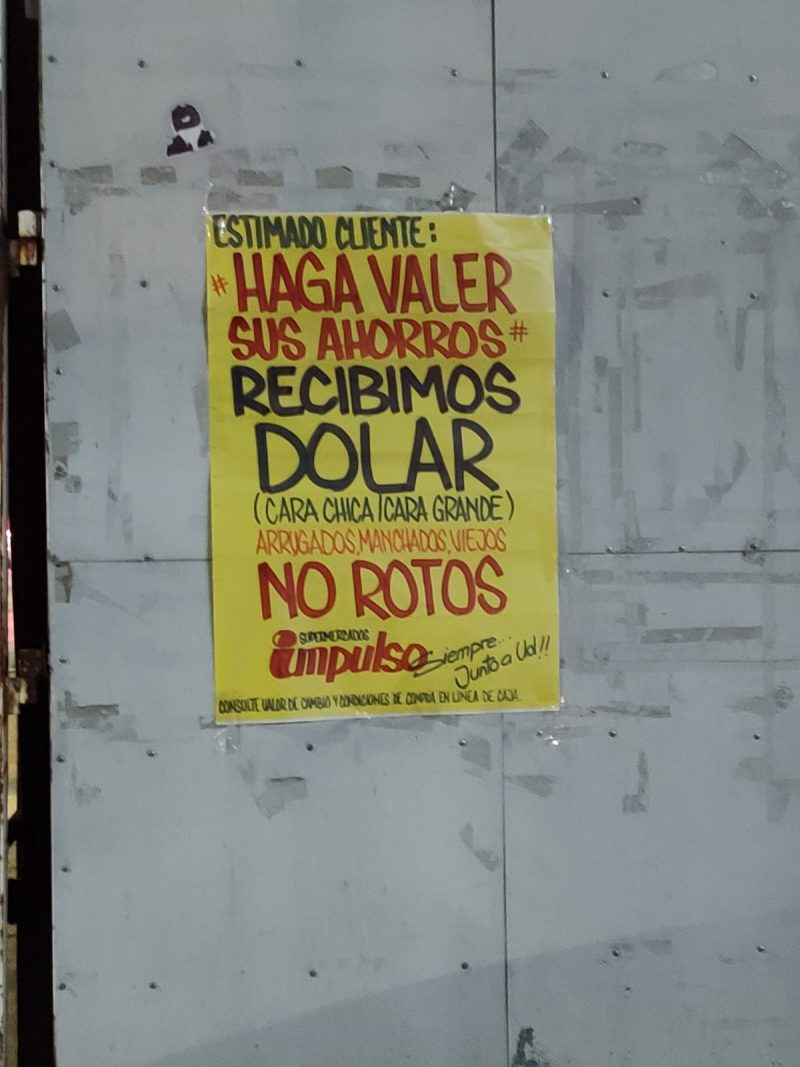 ESTIMADO CLIENTE:
#HAGA VALER
SUS AHORROS#
RECIBIMOS
DOLAR
(CARA CHICA/CARA GRANDE)
ARRUGADOS, MANCHADOS, VIEJOS
NO ROTOS
SUPERMERCADOS
impulso
Siempre...
Junto a Ud!!
CONSULTE VALOR DE CAMBIO Y CONDICIONES DE COMPRA EN LINEA DE CAJA.